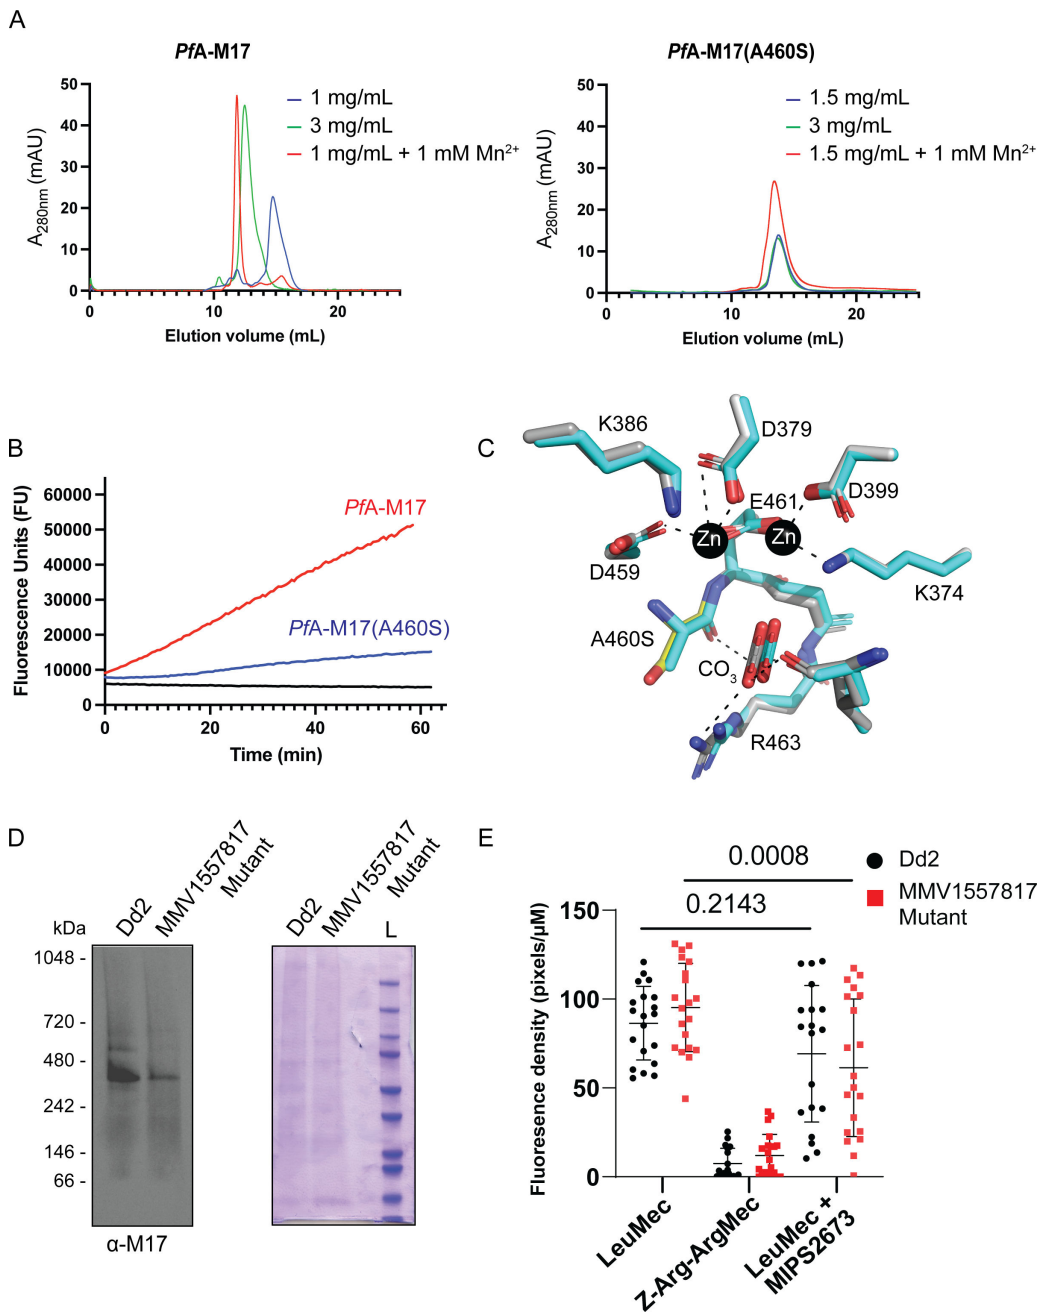 A
PfA-M17
50
40
30
20
10
0
A280nm (mAU)
1 mg/mL
3 mg/mL
1 mg/mL + 1 mM Mn²⁺
0
10
20
Elution volume (mL)
PfA-M17(A460S)
50
40
30
20
10
0
A280nm (mAU)
1.5 mg/mL
3 mg/mL
1.5 mg/mL + 1 mM Mn²⁺
0
10
20
Elution volume (mL)
B
60000
50000
40000
30000
20000
10000
0
Fluorescence Units (FU)
PfA-M17
PfA-M17(A460S)
0
20
40
60
Time (min)
C
K386
D379
E461
D399
Zn
Zn
D459
K374
A460S
CO₃
R463
D
Dd2
MMV1557817
Mutant
Dd2
MMV1557817
Mutant
L
kDa
1048 -
720 -
480 -
242 -
146 -
66 -
α-M17
E
0.0008
0.2143
Dd2
MMV1557817
Mutant
150
100
50
0
Fluoresence density (pixels/µM)
LeuMec
Z-Arg-ArgMec
LeuMec +
MIPS2673